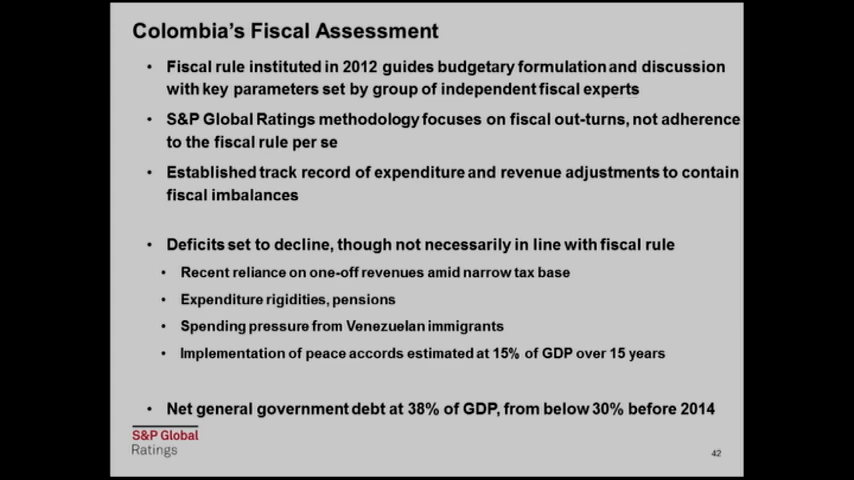 Colombia's Fiscal Assessment
• Fiscal rule instituted in 2012 guides budgetary formulation and discussion
with key parameters set by group of independent fiscal experts
• S&P Global Ratings methodology focuses on fiscal out-turns, not adherence
to the fiscal rule per se
• Established track record of expenditure and revenue adjustments to contain
fiscal imbalances
• Deficits set to decline, though not necessarily in line with fiscal rule
• Recent reliance on one-off revenues amid narrow tax base
• Expenditure rigidities, pensions
• Spending pressure from Venezuelan immigrants
• Implementation of peace accords estimated at 15% of GDP over 15 years
• Net general government debt at 38% of GDP, from below 30% before 2014
S&P Global
Ratings
42